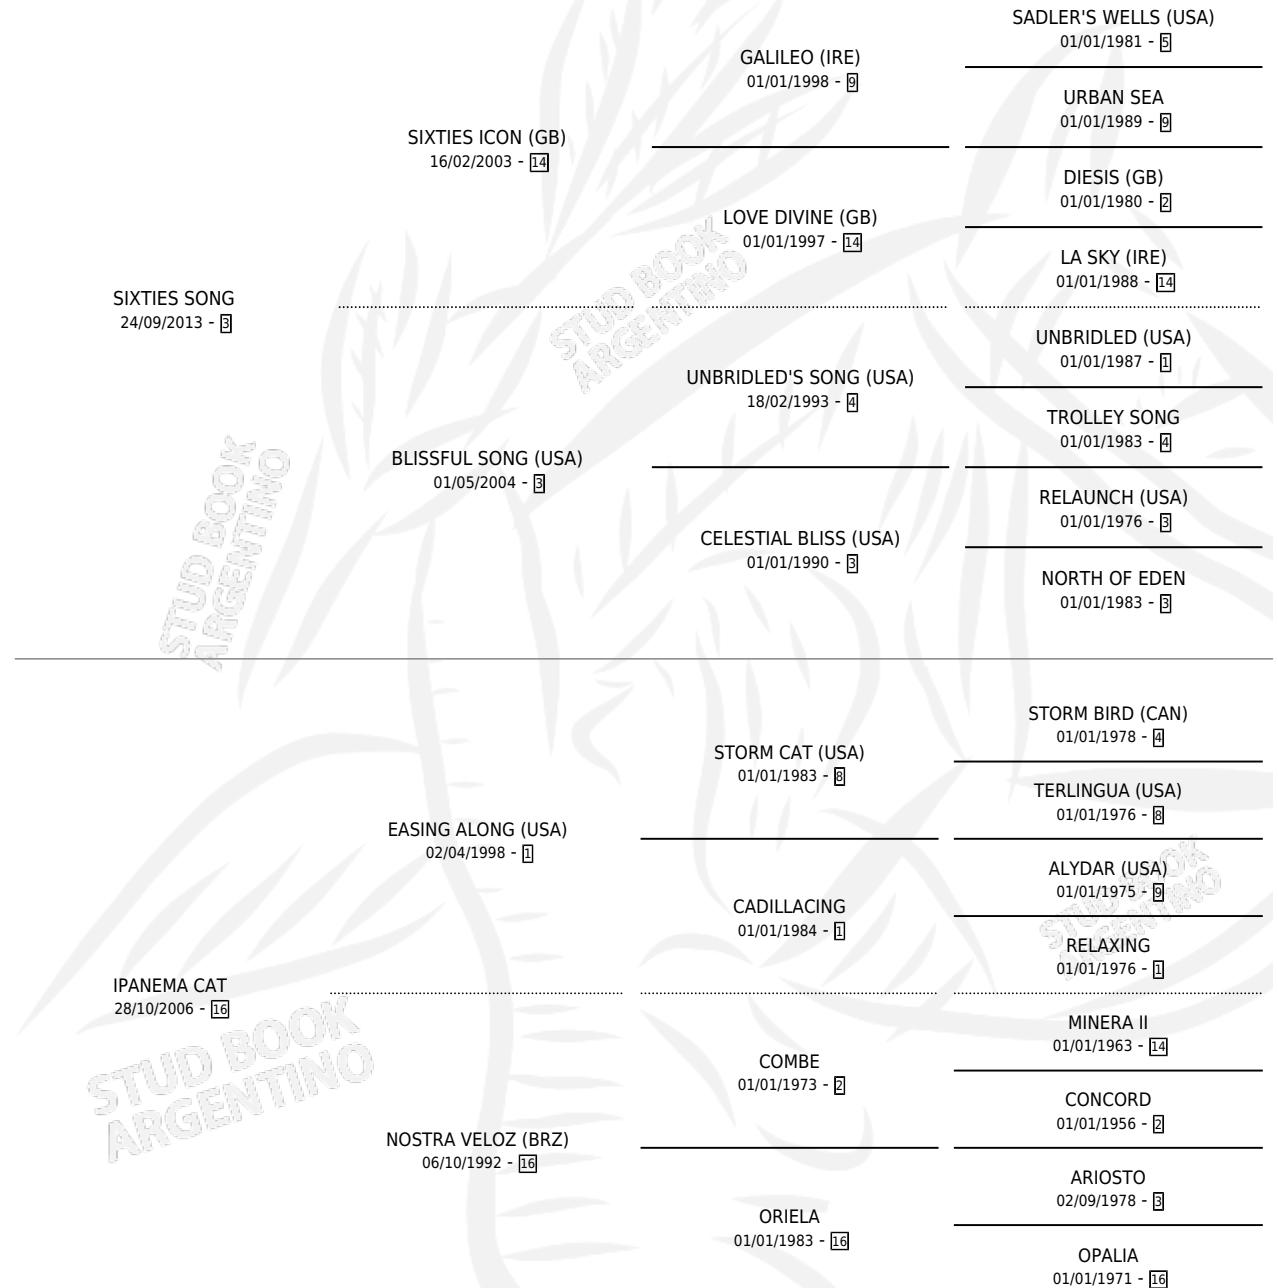 SADLER'S WELLS (USA)
01/01/1981 - 5
GALILEO (IRE)
01/01/1998 - 9
URBAN SEA
01/01/1989 - 9
SIXTIES ICON (GB)
16/02/2003 - 14
DIESIS (GB)
01/01/1980 - 2
LOVE DIVINE (GB)
01/01/1997 - 14
LA SKY (IRE)
01/01/1988 - 14
SIXTIES SONG
24/09/2013 - 3
STUD BOOK
ARGENTINO
UNBRIDLED (USA)
01/01/1987 - 1
UNBRIDLED'S SONG (USA)
18/02/1993 - 4
TROLLEY SONG
01/01/1983 - 4
BLISSFUL SONG (USA)
01/05/2004 - 3
RELAUNCH (USA)
01/01/1976 - 3
CELESTIAL BLISS (USA)
01/01/1990 - 3
NORTH OF EDEN
01/01/1983 - 3
STUD BOOK
ARGENTINO
STORM BIRD (CAN)
01/01/1978 - 4
STORM CAT (USA)
01/01/1983 - 8
TERLINGUA (USA)
01/01/1976 - 8
EASING ALONG (USA)
02/04/1998 - 1
ALYDAR (USA)
01/01/1975 - 9
CADILLACING
01/01/1984 - 1
STUD BOOK
ARGENTINO
RELAXING
01/01/1976 - 1
IPANEMA CAT
28/10/2006 - 16
STUD BOOK
ARGENTINO
MINERA II
01/01/1963 - 14
COMBE
01/01/1973 - 2
CONCORD
01/01/1956 - 2
NOSTRA VELOZ (BRZ)
06/10/1992 - 16
ARIOSTO
02/09/1978 - 3
ORIELA
01/01/1983 - 16
OPALIA
01/01/1971 - 16